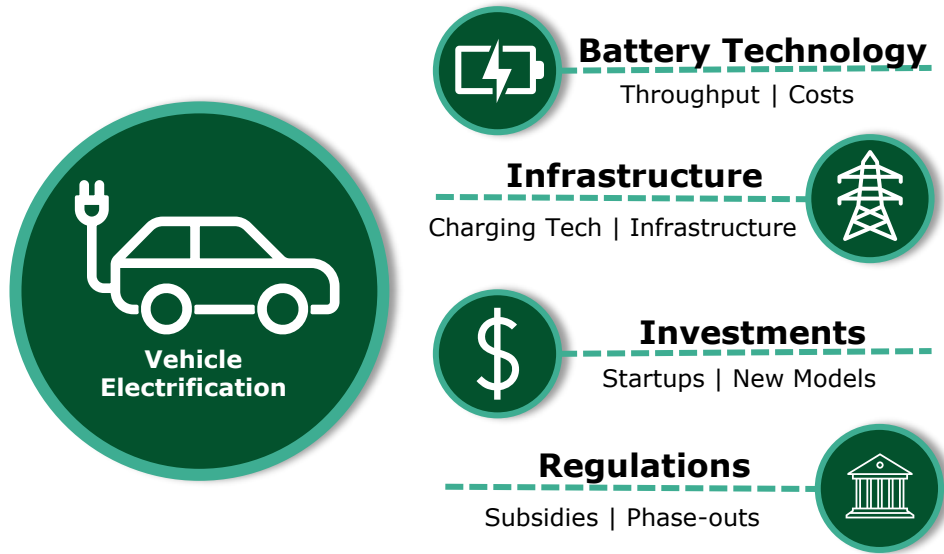 Vehicle
Electrification
Battery Technology
Throughput | Costs
Infrastructure
Charging Tech | Infrastructure
Investments
Startups | New Models
Regulations
Subsidies | Phase-outs